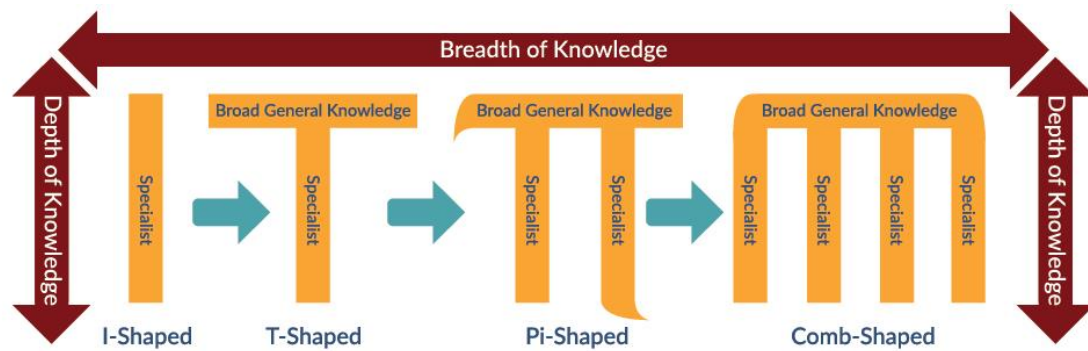 Breadth of Knowledge
Depth of Knowledge
Specialist
I-Shaped
Broad General Knowledge
Specialist
T-Shaped
Broad General Knowledge
Specialist
Specialist
Pi-Shaped
Broad General Knowledge
Specialist
Specialist
Specialist
Specialist
Comb-Shaped
Depth of Knowledge